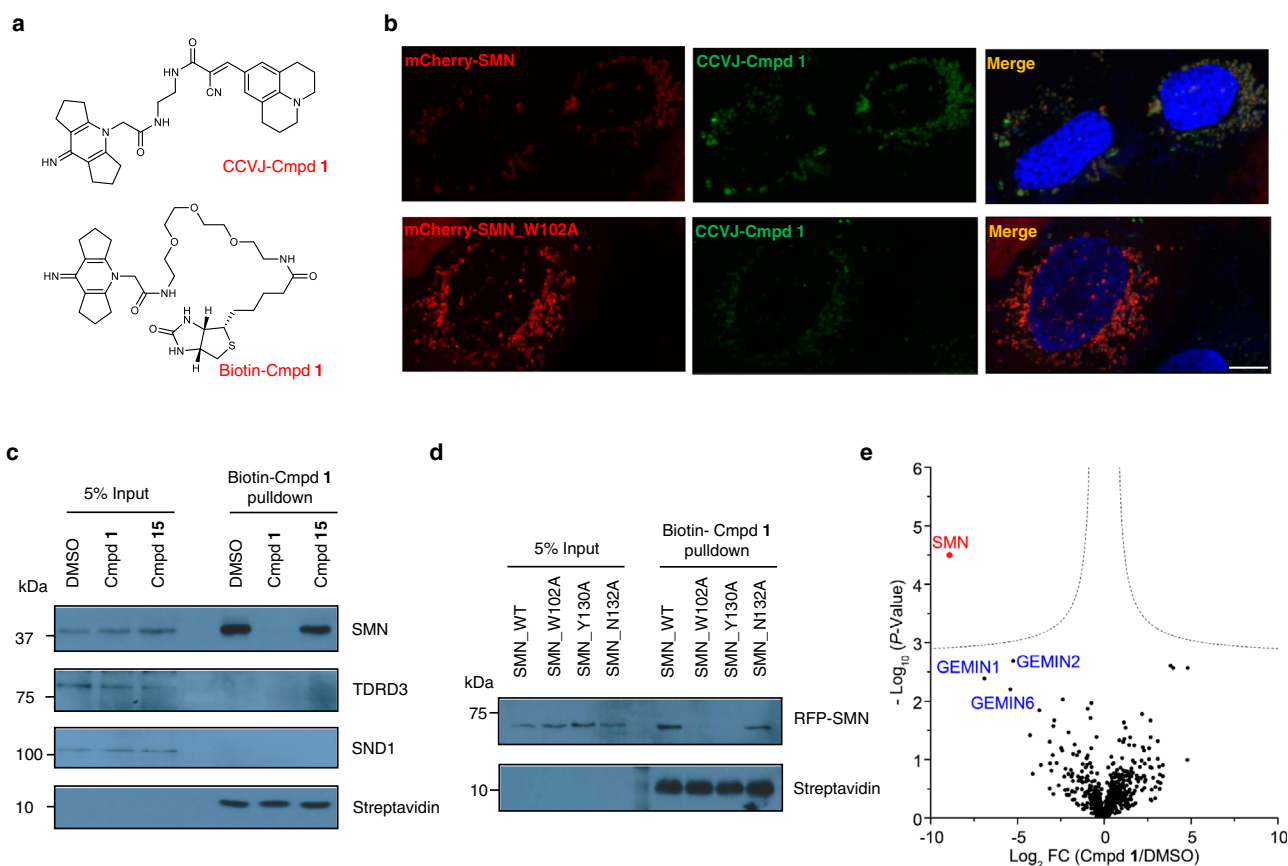 a
O
NH
CN
N
O
NH
N
HN
CCVJ-Cmpd 1
O
O
O
NH
O
HN
N
NH
O
H
HN
O
HN
S
H
Biotin-Cmpd 1
b
mCherry-SMN
CCVJ-Cmpd 1
Merge
mCherry-SMN_W102A
CCVJ-Cmpd 1
Merge
c
5% Input
Biotin-Cmpd 1
pulldown
DMSO
Cmpd 1
Cmpd 15
DMSO
Cmpd 1
Cmpd 15
kDa
37
SMN
75
TDRD3
100
SND1
10
Streptavidin
d
5% Input
Biotin- Cmpd 1
pulldown
SMN_WT
SMN_W102A
SMN_Y130A
SMN_N132A
SMN_WT
SMN_W102A
SMN_Y130A
SMN_N132A
kDa
75
RFP-SMN
10
Streptavidin
e
6
5
4
3
2
1
0
- Log10 (P-Value)
SMN
GEMIN1
GEMIN2
GEMIN6
-10
-5
0
5
10
Log2 FC (Cmpd 1/DMSO)